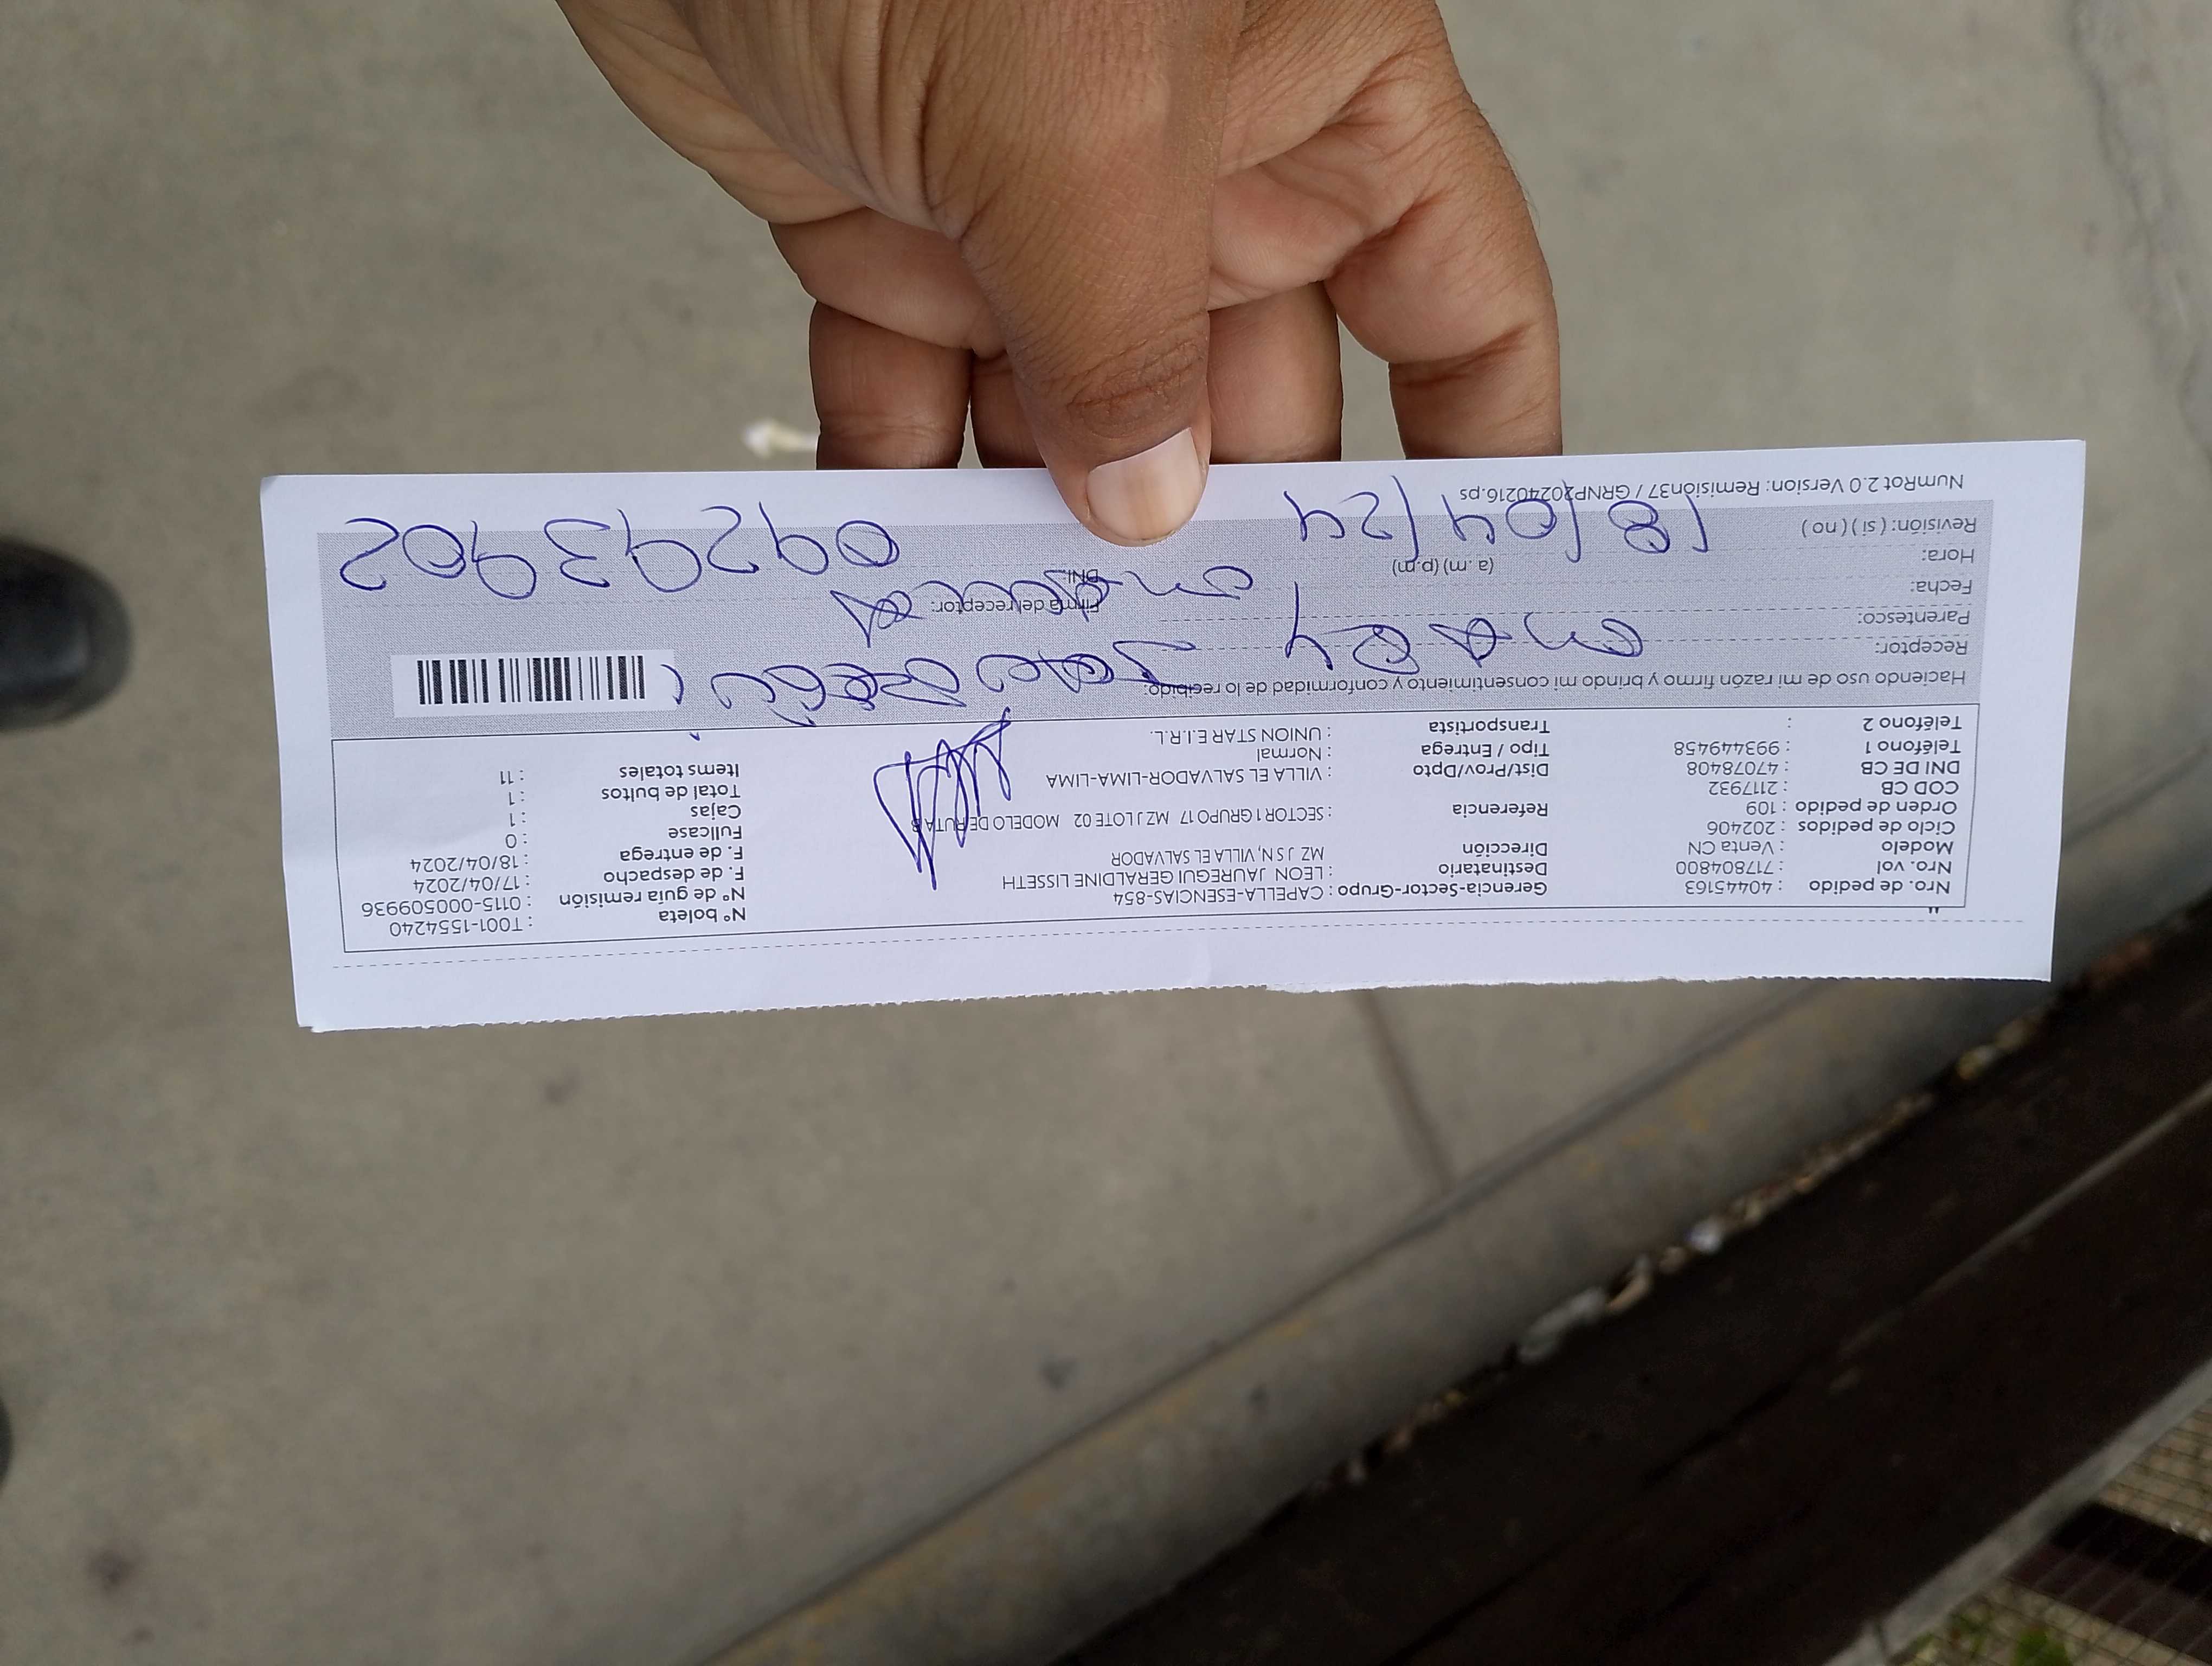 Nro. de pedido : 40445163
Nro. vol : 717804800
Modelo : Venta CN
Ciclo de pedidos : 202406
Orden de pedido : 109
COD CB : 2117932
DNI DE CB : 47078408
Teléfono 1 : 993449458
Teléfono 2 :
Gerencia-Sector-Grupo : CAPELLA-ESENCIAS-854
Destinatario : LEON JAUREGUI GERALDINE LISSETH
Dirección MZ J SN, VILLA EL SALVADOR
Referencia : SECTOR 1 GRUPO 17 MZ J LOTE 02 MODELO DE RUTA B
Dist/Prov/Dpto : VILLA EL SALVADOR-LIMA-LIMA
Tipo / Entrega : Normal
Transportista : UNION STAR E.I.R.L.
N° boleta : T001-1554240
N° de guía remisión : 0115-000509936
F. de despacho : 17/04/2024
F. de entrega : 18/04/2024
Fullcase : 0
Cajas : 1
Total de bultos : 1
Items totales : 11
Haciendo uso de mi razón firmo y brindo mi consentimiento y conformidad de lo recibido:
Receptor:
Parentesco:
Fecha:
Hora: (a. m) (p.m)
Revisión: ( si ) ( no )
Firma del receptor:
DNI:
18/04/24
NumRot 2.0 Version: Remisión37 / GRNP20240216.ps